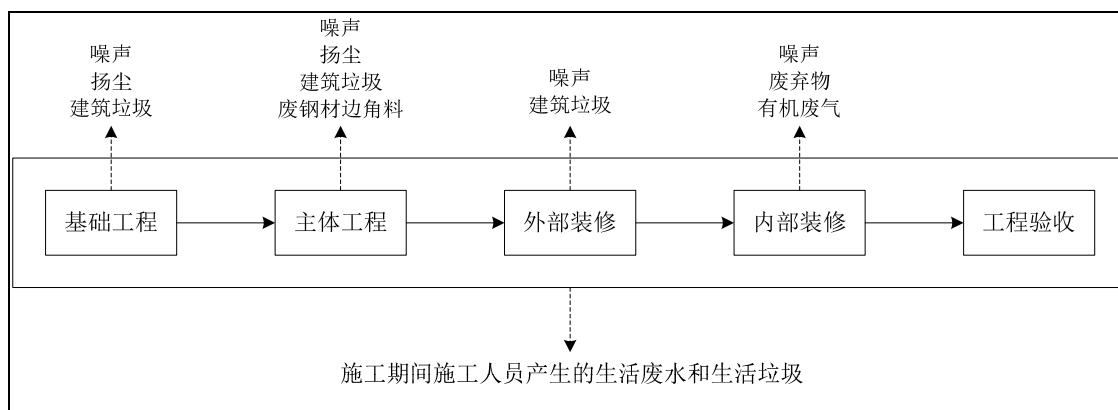 噪声
扬尘
建筑垃圾
噪声
扬尘
建筑垃圾
废钢材边角料
噪声
建筑垃圾
噪声
废弃物
有机废气
基础工程
主体工程
外部装修
内部装修
工程验收
施工期间施工人员产生的生活废水和生活垃圾